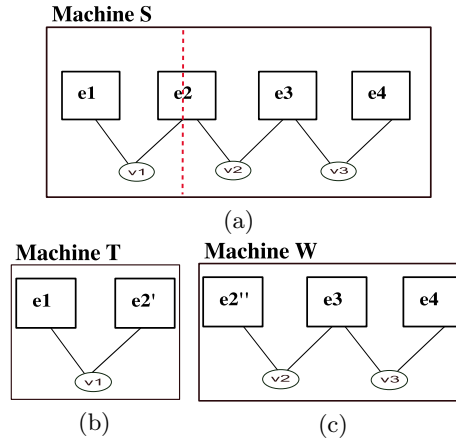 Machine S
e1 e2 e3 e4
v1 v2 v3
(a)
Machine T
e1 e2'
v1
(b)
Machine W
e2'' e3 e4
v2 v3
(c)